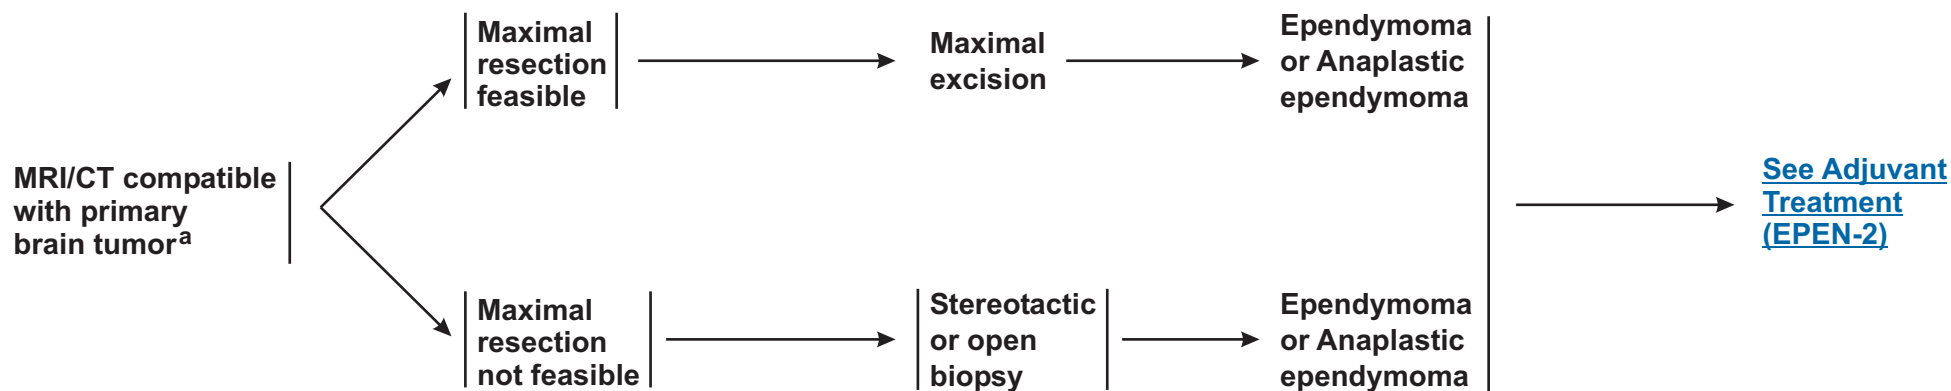 MRI/CT compatible
with primary
brain tumorᵃ
Maximal
resection
feasible
Maximal
excision
Ependymoma
or Anaplastic
ependymoma
Maximal
resection
not feasible
Stereotactic
or open
biopsy
Ependymoma
or Anaplastic
ependymoma
See Adjuvant
Treatment
(EPEN-2)